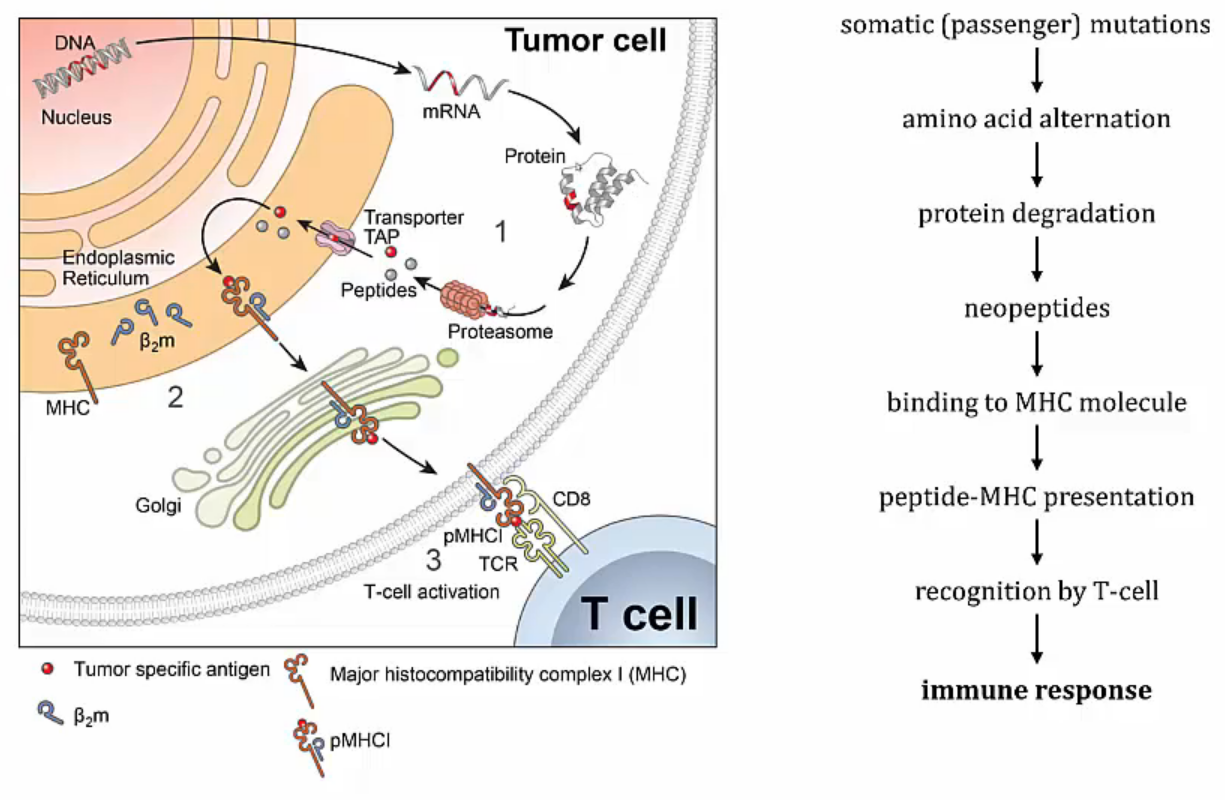 DNA
Nucleus
Tumor cell
mRNA
Protein
Transporter
TAP
1
Endoplasmic
Reticulum
Peptides
Proteasome
β₂m
MHC
2
Golgi
CD8
pMHCI
TCR
3
T-cell activation
T cell
Tumor specific antigen
Major histocompatibility complex I (MHC)
β₂m
pMHCI
somatic (passenger) mutations
amino acid alternation
protein degradation
neopeptides
binding to MHC molecule
peptide-MHC presentation
recognition by T-cell
immune response